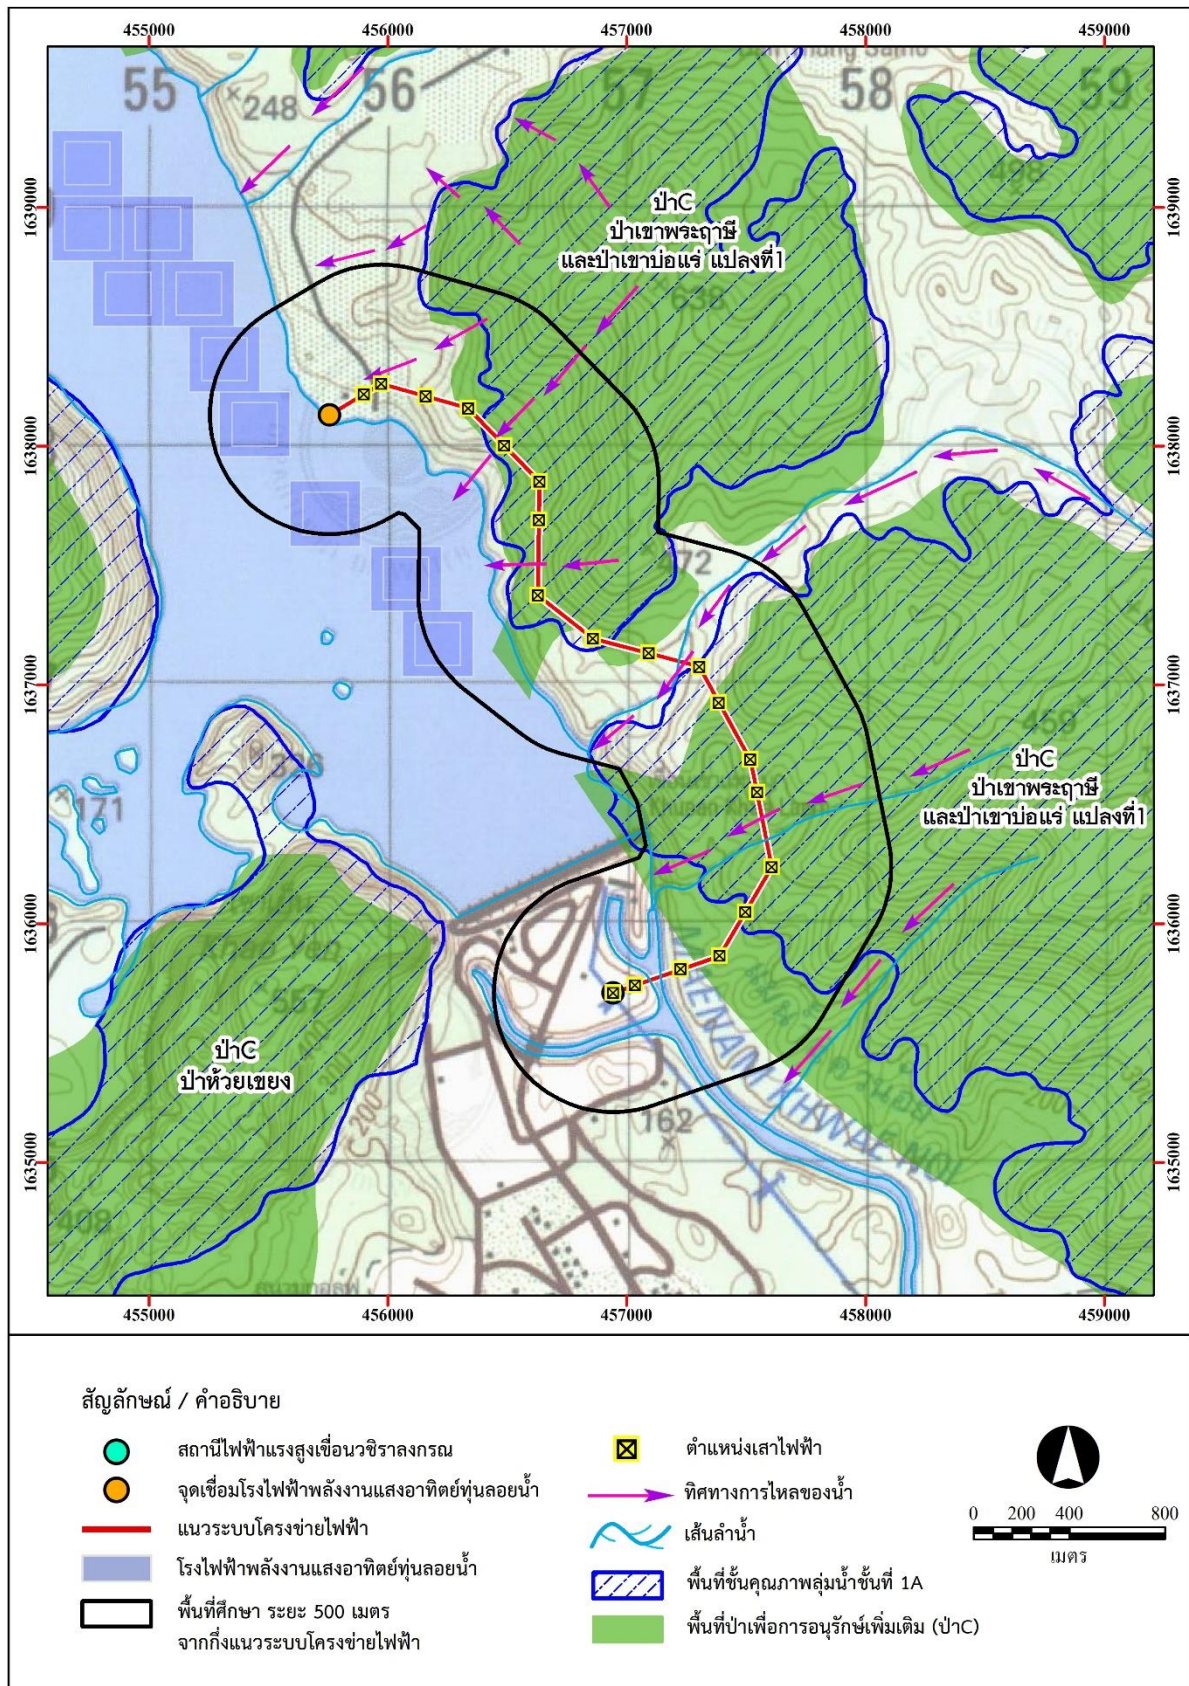 455000 456000 457000 458000 459000
55 56 57 58 59
248
498
1639000 1639000
ป่าC
ป่าเขาพระฤาษี
และป่าเขาบ่อแร่ แปลงที่1
636
1638000 1638000
472
1637000 1637000
459
ป่าC
ป่าเขาพระฤาษี
และป่าเขาบ่อแร่ แปลงที่1
171
1636000 1636000
557
MAENAM KHWAE NOI
ป่าC
ป่าห้วยเขยง
200
162
1635000 1635000
408
455000 456000 457000 458000 459000
สัญลักษณ์ / คำอธิบาย
สถานีไฟฟ้าแรงสูงเขื่อนวชิราลงกรณ
จุดเชื่อมโรงไฟฟ้าพลังงานแสงอาทิตย์ทุ่นลอยน้ำ
แนวระบบโครงข่ายไฟฟ้า
โรงไฟฟ้าพลังงานแสงอาทิตย์ทุ่นลอยน้ำ
พื้นที่ศึกษา ระยะ 500 เมตร
จากกึ่งแนวระบบโครงข่ายไฟฟ้า
ตำแหน่งเสาไฟฟ้า
ทิศทางการไหลของน้ำ
เส้นลำน้ำ
พื้นที่ชั้นคุณภาพลุ่มน้ำชั้นที่ 1A
พื้นที่ป่าเพื่อการอนุรักษ์เพิ่มเติม (ป่าC)
0 200 400 800
เมตร